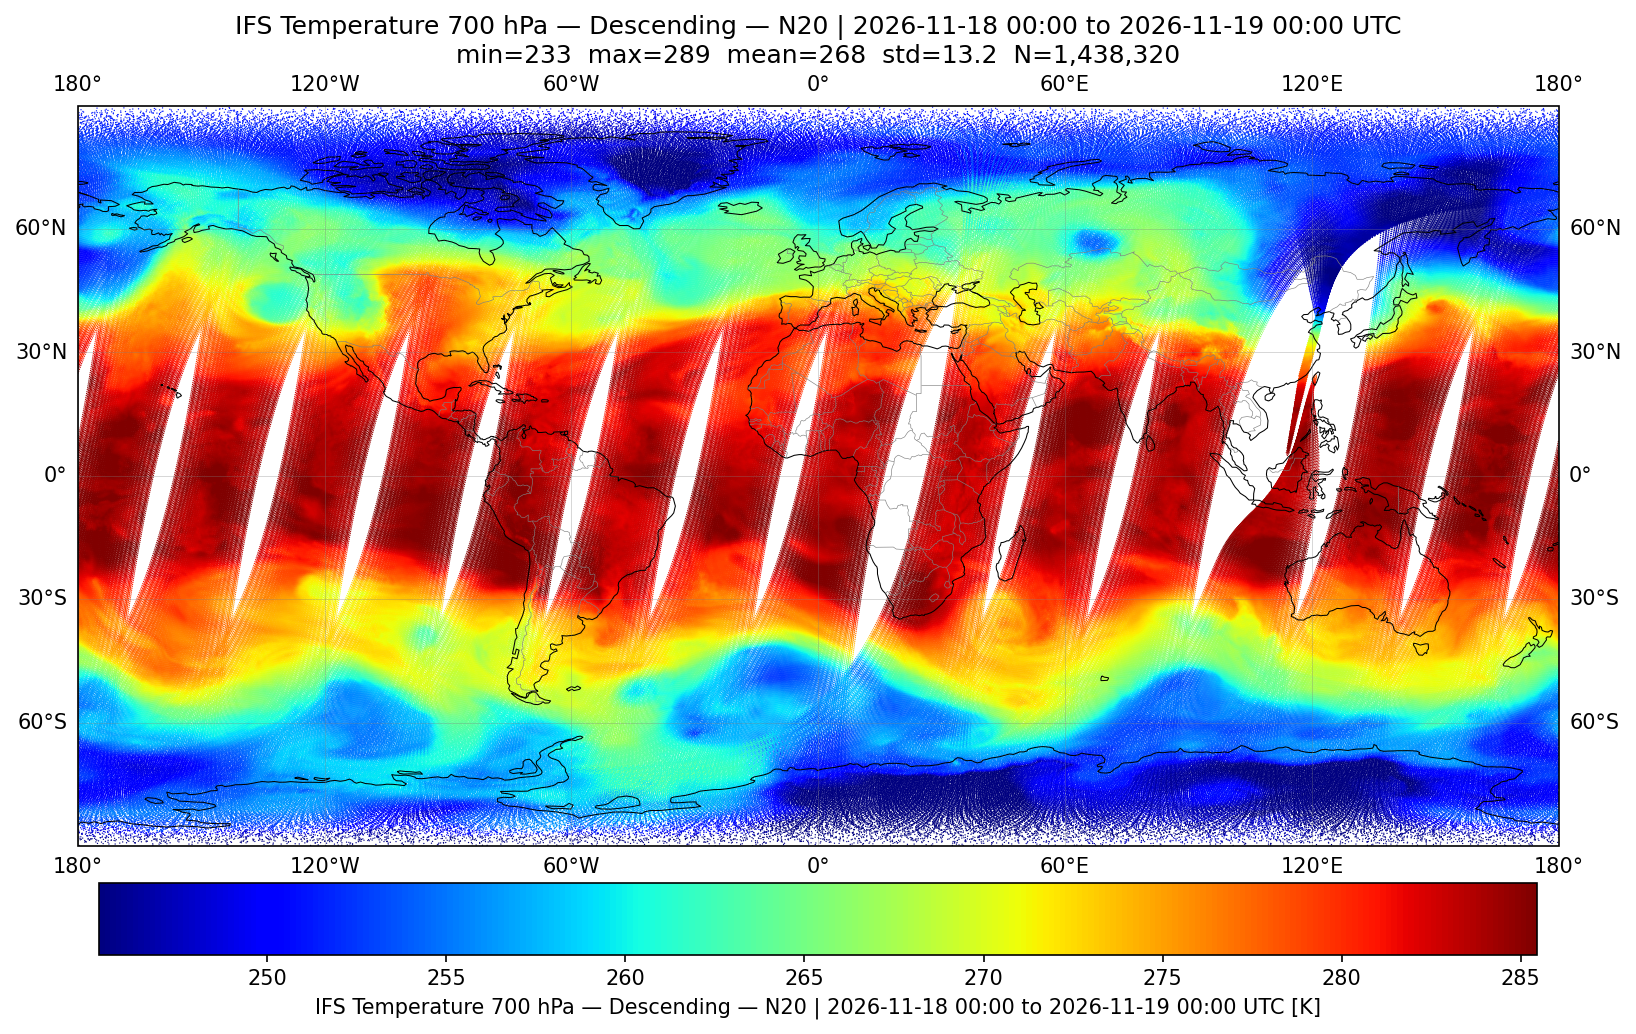 IFS Temperature 700 hPa — Descending — N20 | 2026-11-18 00:00 to 2026-11-19 00:00 UTC
min=233 max=289 mean=268 std=13.2 N=1,438,320
180° 120°W 60°W 0° 60°E 120°E 180°
60°N 60°N
30°N 30°N
0° 0°
30°S 30°S
60°S 60°S
180° 120°W 60°W 0° 60°E 120°E 180°
250 255 260 265 270 275 280 285
IFS Temperature 700 hPa — Descending — N20 | 2026-11-18 00:00 to 2026-11-19 00:00 UTC [K]